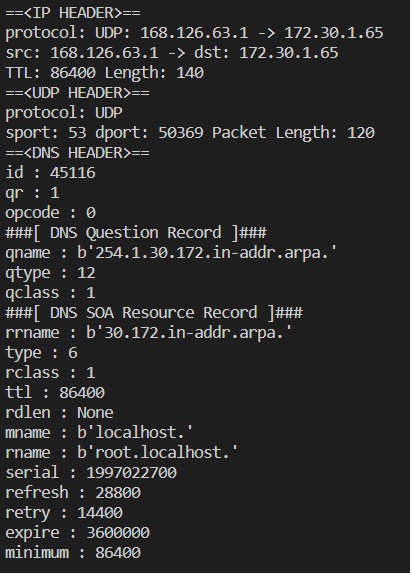 ==<IP HEADER>==
protocol: UDP: 168.126.63.1 -> 172.30.1.65
src: 168.126.63.1 -> dst: 172.30.1.65
TTL: 86400 Length: 140
==<UDP HEADER>==
protocol: UDP
sport: 53 dport: 50369 Packet Length: 120
==<DNS HEADER>==
id : 45116
qr : 1
opcode : 0
###[ DNS Question Record ]###
qname : b'254.1.30.172.in-addr.arpa.'
qtype : 12
qclass : 1
###[ DNS SOA Resource Record ]###
rrname : b'30.172.in-addr.arpa.'
type : 6
rclass : 1
ttl : 86400
rdlen : None
mname : b'localhost.'
rname : b'root.localhost.'
serial : 1997022700
refresh : 28800
retry : 14400
expire : 3600000
minimum : 86400